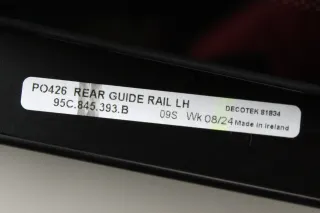 PO426 REAR GUIDE RAIL LH
DECOTEK 81834
95C.845.393.B
09S Wk 08/24 Made in Ireland